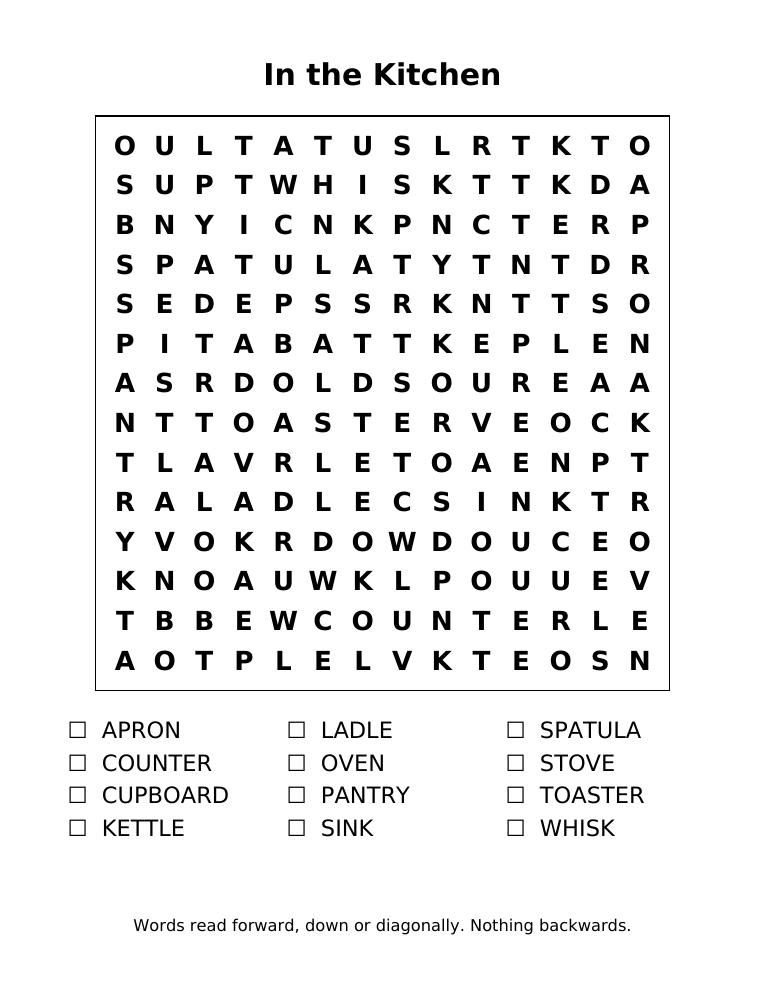 In the Kitchen
O U L T A T U S L R T K T O
S U P T W H I S K T T K D A
B N Y I C N K P N C T E R P
S P A T U L A T Y T N T D R
S E D E P S S R K N T T S O
P I T A B A T T K E P L E N
A S R D O L D S O U R E A A
N T T O A S T E R V E O C K
T L A V R L E T O A E N P T
R A L A D L E C S I N K T R
Y V O K R D O W D O U C E O
K N O A U W K L P O U U E V
T B B E W C O U N T E R L E
A O T P L E L V K T E O S N
☐ APRON ☐ LADLE ☐ SPATULA
☐ COUNTER ☐ OVEN ☐ STOVE
☐ CUPBOARD ☐ PANTRY ☐ TOASTER
☐ KETTLE ☐ SINK ☐ WHISK
Words read forward, down or diagonally. Nothing backwards.